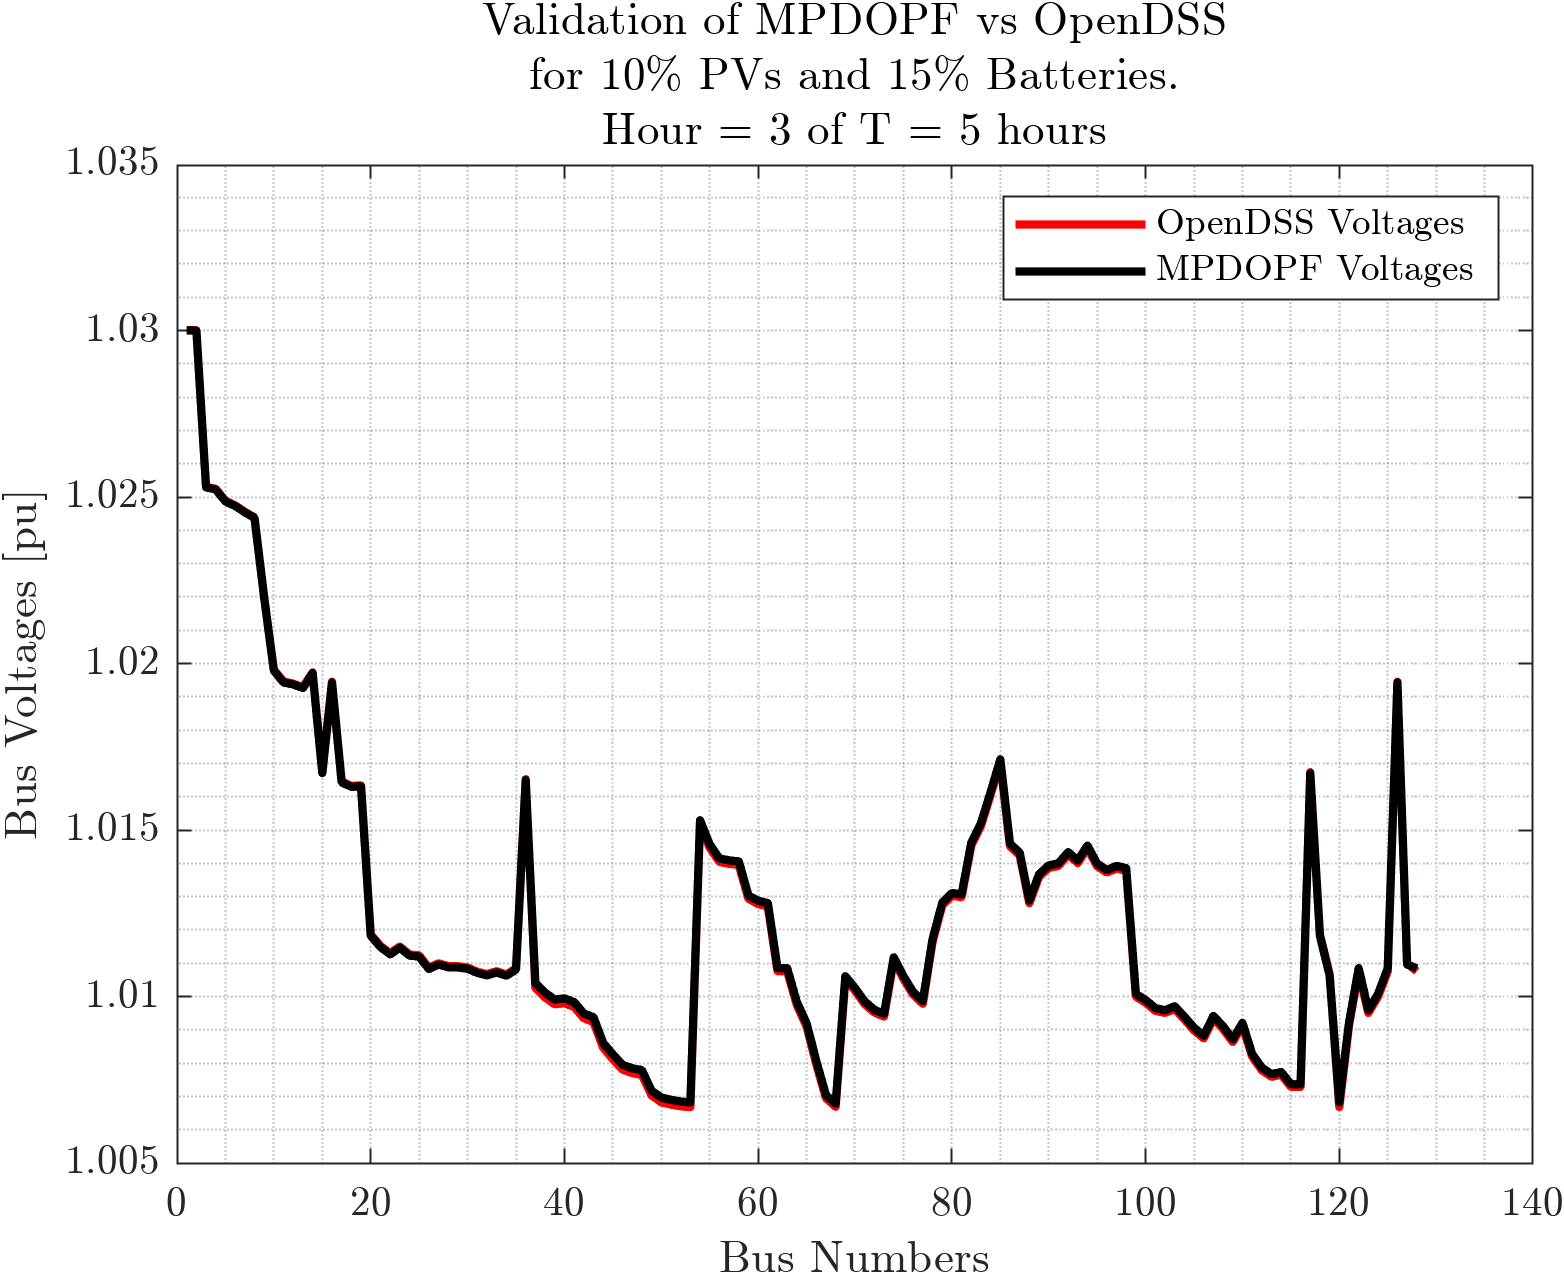 Validation of MPDOPF vs OpenDSS
for 10% PVs and 15% Batteries.
Hour = 3 of T = 5 hours
1.035
1.03
1.025
1.02
1.015
1.01
1.005
Bus Voltages [pu]
OpenDSS Voltages
MPDOPF Voltages
0 20 40 60 80 100 120 140
Bus Numbers